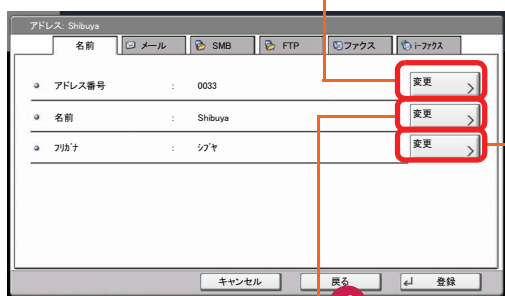 アドレス: Shibuya
名前 メール SMB FTP ファクス i-ファクス
アドレス番号 : 0033 変更
名前 : Shibuya 変更
フリガナ : シブヤ 変更
キャンセル 戻る 登録